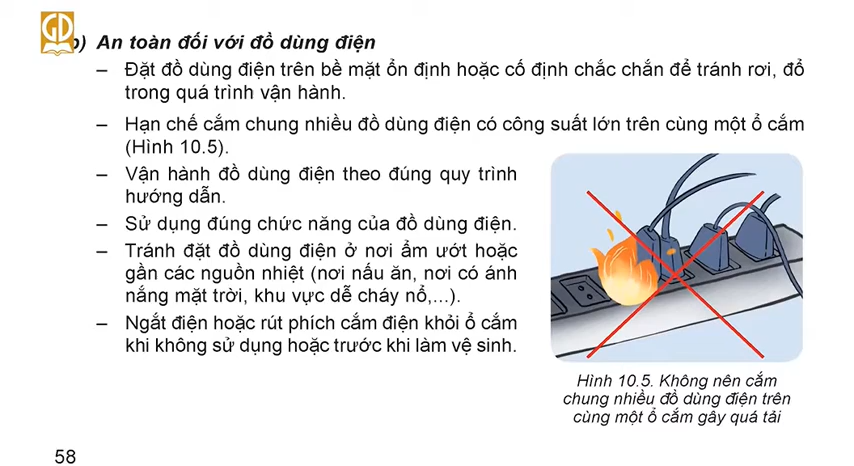 GD
b) An toàn đối với đồ dùng điện
– Đặt đồ dùng điện trên bề mặt ổn định hoặc cố định chắc chắn để tránh rơi, đổ
trong quá trình vận hành.
– Hạn chế cắm chung nhiều đồ dùng điện có công suất lớn trên cùng một ổ cắm
(Hình 10.5).
– Vận hành đồ dùng điện theo đúng quy trình
hướng dẫn.
– Sử dụng đúng chức năng của đồ dùng điện.
– Tránh đặt đồ dùng điện ở nơi ẩm ướt hoặc
gần các nguồn nhiệt (nơi nấu ăn, nơi có ánh
nắng mặt trời, khu vực dễ cháy nổ,...).
– Ngắt điện hoặc rút phích cắm điện khỏi ổ cắm
khi không sử dụng hoặc trước khi làm vệ sinh.
Hình 10.5. Không nên cắm
chung nhiều đồ dùng điện trên
cùng một ổ cắm gây quá tải
58